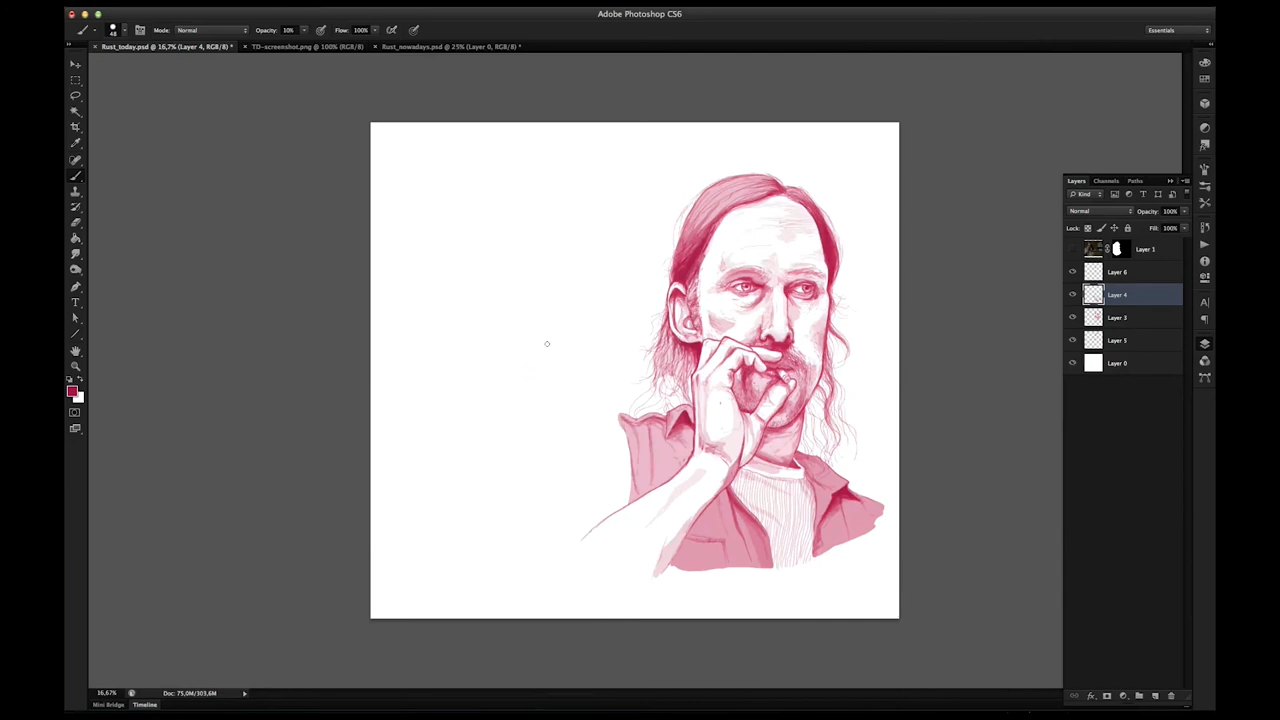 Adobe Photoshop CS6
48 Mode: Normal Opacity: 10% Flow: 100% Essentials
Rust_today.psd @ 16,7% (Layer 4, RGB/8) * TD-screenshot.png @ 100% (RGB/8) Rust_nowadays.psd @ 25% (Layer 0, RGB/8) *
Layers Channels Paths
Kind
Normal Opacity: 100%
Lock: Fill: 100%
Layer 1
Layer 6
Layer 4
Layer 3
Layer 5
Layer 0
16,67% Doc: 75,0M/303,6M
Mini Bridge Timeline